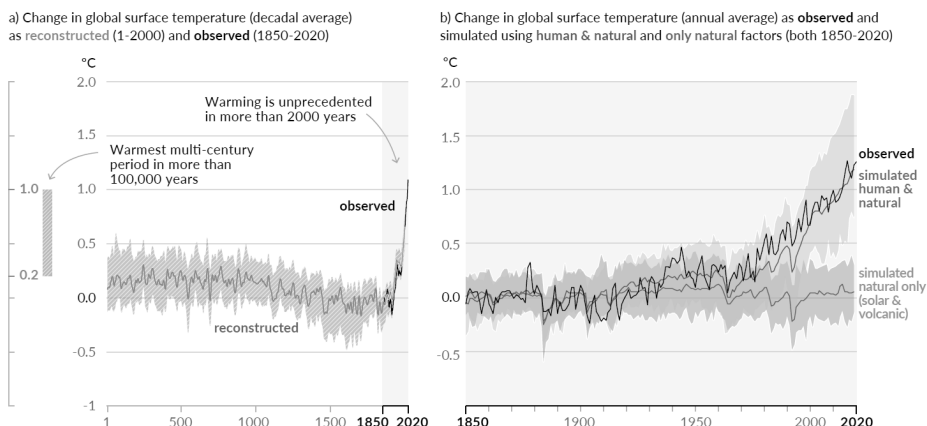 a) Change in global surface temperature (decadal average)
as reconstructed (1-2000) and observed (1850-2020)
°C
2.0
1.5
1.0
0.5
0.0
-0.5
-1
1.0
0.2
Warming is unprecedented
in more than 2000 years
Warmest multi-century
period in more than
100,000 years
observed
reconstructed
1
500
1000
1500
1850
2020
b) Change in global surface temperature (annual average) as observed and
simulated using human & natural and only natural factors (both 1850-2020)
°C
2.0
1.5
1.0
0.5
0.0
-0.5
observed
simulated
human &
natural
simulated
natural only
(solar &
volcanic)
1850
1900
1950
2000
2020